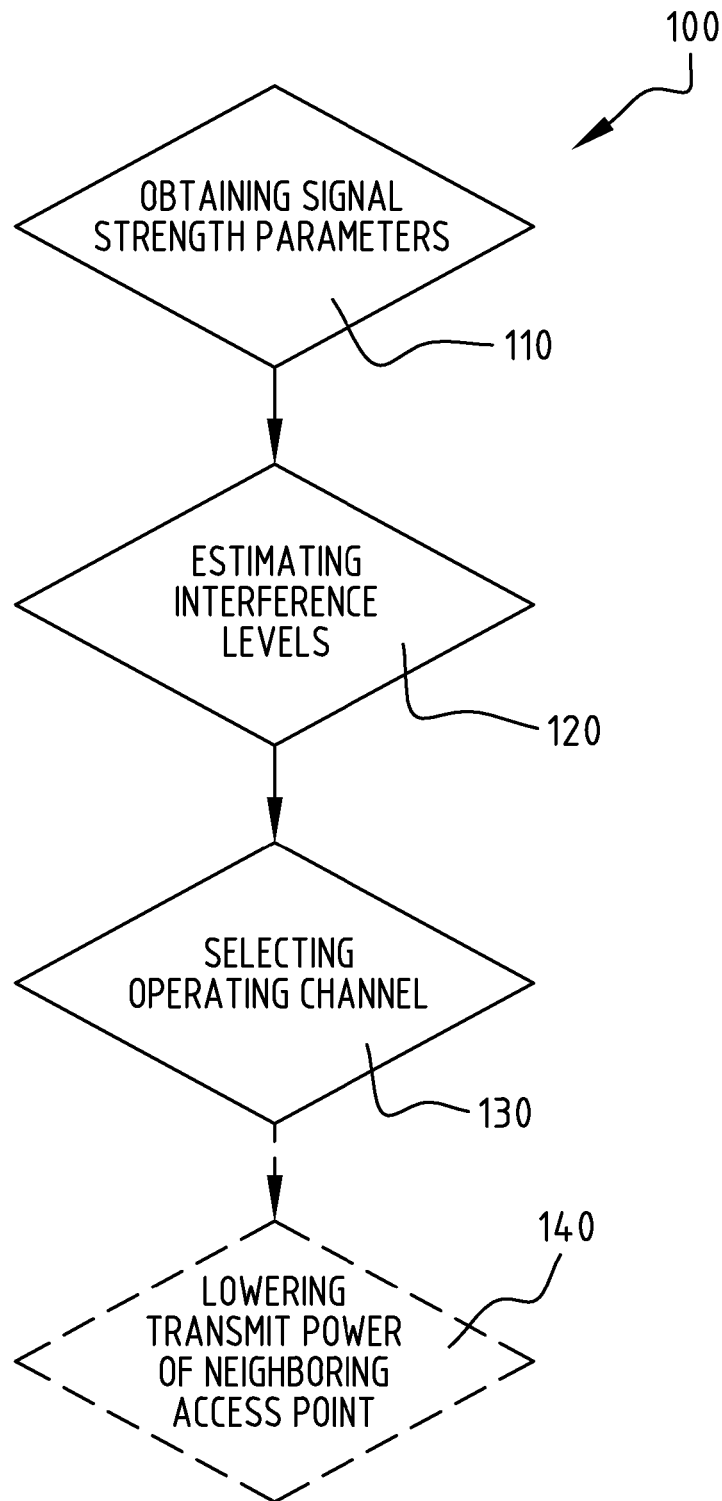 100
OBTAINING SIGNAL
STRENGTH PARAMETERS
110
ESTIMATING
INTERFERENCE
LEVELS
120
SELECTING
OPERATING CHANNEL
130
140
LOWERING
TRANSMIT POWER
OF NEIGHBORING
ACCESS POINT